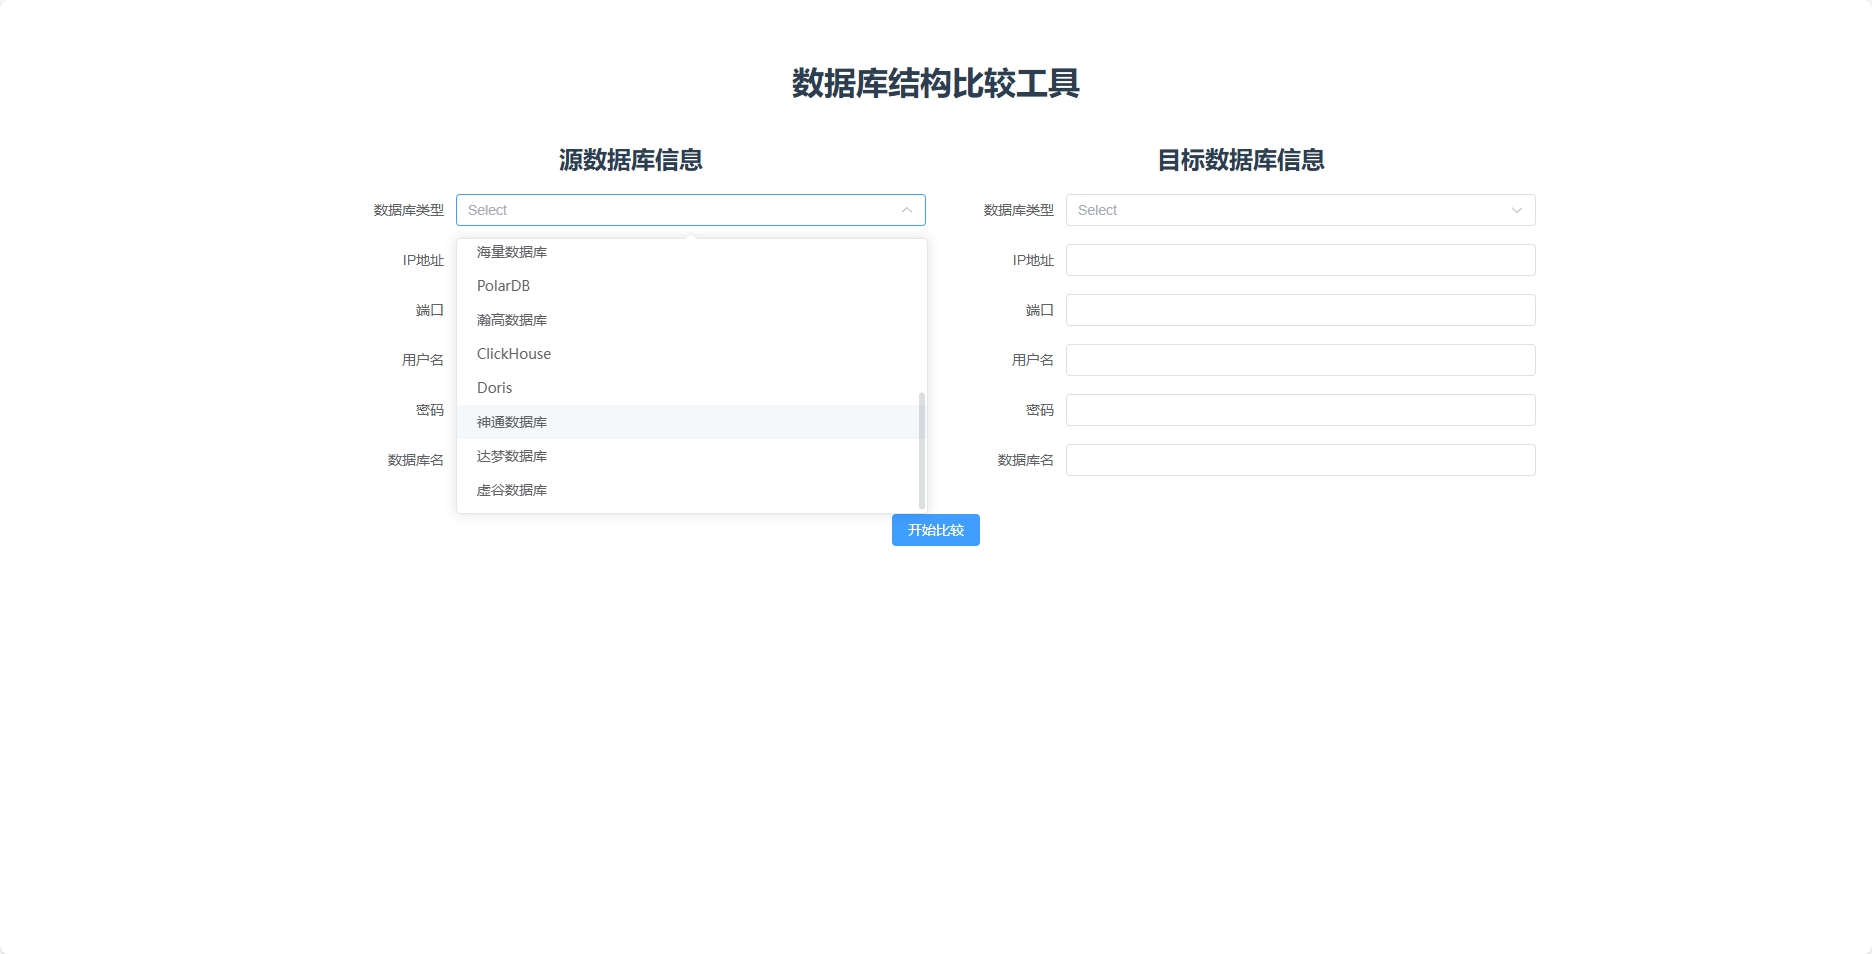 数据库结构比较工具
源数据库信息
数据库类型 Select
海量数据库
IP地址
PolarDB
端口
瀚高数据库
ClickHouse
用户名
Doris
密码
神通数据库
达梦数据库
数据库名
虚谷数据库
目标数据库信息
数据库类型 Select
IP地址
端口
用户名
密码
数据库名
开始比较